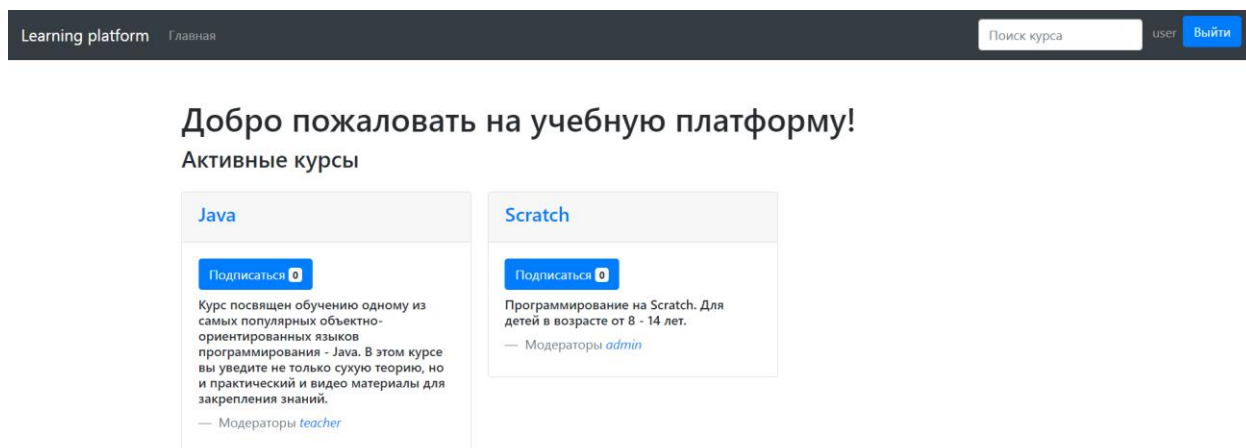 Learning platform Главная Поиск курса user Выйти
Добро пожаловать на учебную платформу!
Активные курсы
Java
Подписаться 0
Курс посвящен обучению одному из
самых популярных объектно-
ориентированных языков
программирования - Java. В этом курсе
вы уведите не только сухую теорию, но
и практический и видео материалы для
закрепления знаний.
— Модераторы teacher
Scratch
Подписаться 0
Программирование на Scratch. Для
детей в возрасте от 8 - 14 лет.
— Модераторы admin